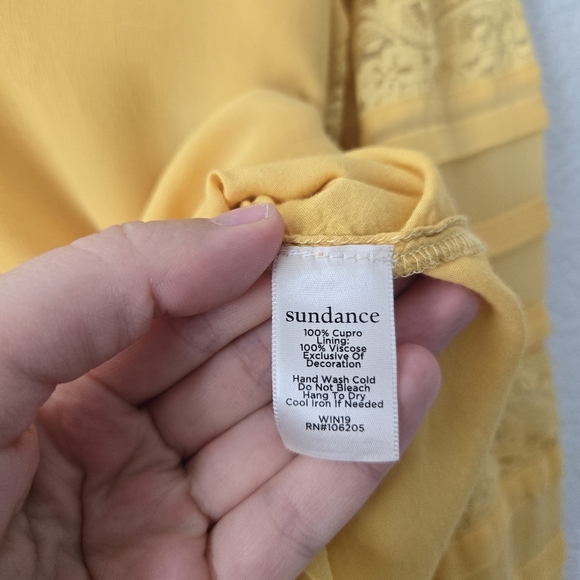 sundance
100% Cupro
Lining:
100% Viscose
Exclusive Of
Decoration
Hand Wash Cold
Do Not Bleach
Hang To Dry
Cool Iron If Needed
WIN19
RN#106205